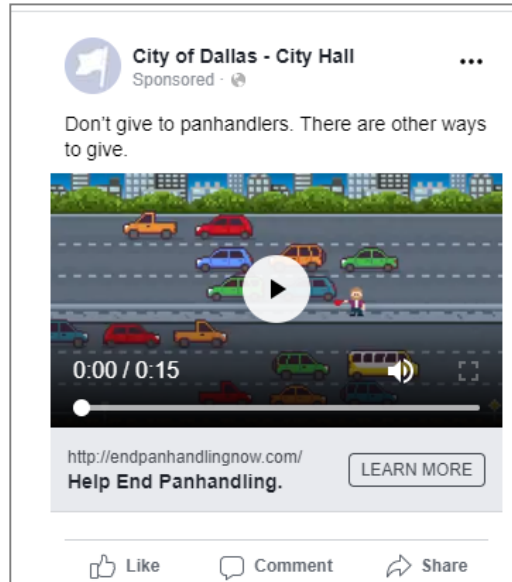 City of Dallas - City Hall
Sponsored ·
Don't give to panhandlers. There are other ways
to give.
0:00 / 0:15
http://endpanhandlingnow.com/
Help End Panhandling.
LEARN MORE
Like
Comment
Share